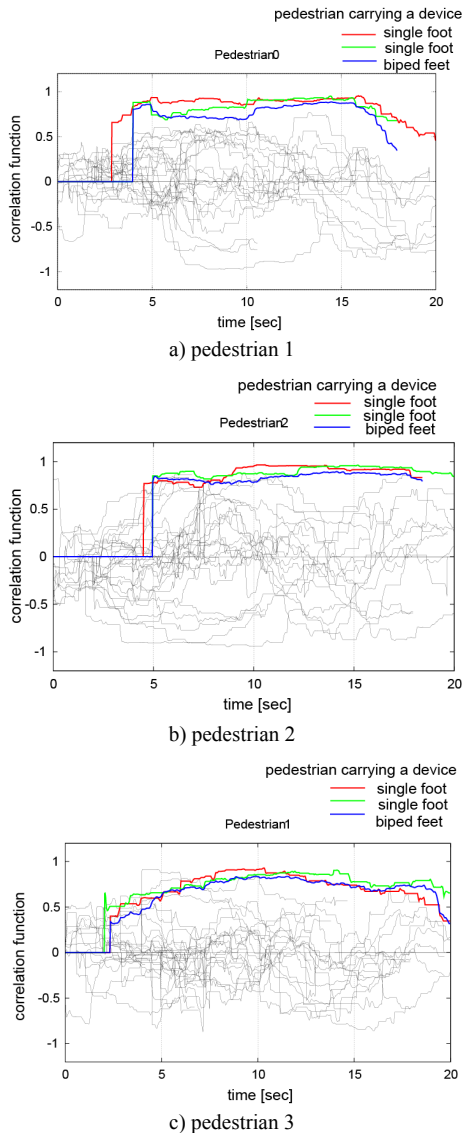 pedestrian carrying a device
single foot
Pedestrian0
single foot
biped feet
1
0.5
0
-0.5
-1
correlation function
0 5 10 15 20
time [sec]
a) pedestrian 1
pedestrian carrying a device
single foot
Pedestrian2
single foot
biped feet
1
0.5
0
-0.5
-1
correlation function
0 5 10 15 20
time [sec]
b) pedestrian 2
pedestrian carrying a device
single foot
single foot
Pedestrian1
biped feet
1
0.5
0
-0.5
-1
correlation function
0 5 10 15 20
time [sec]
c) pedestrian 3